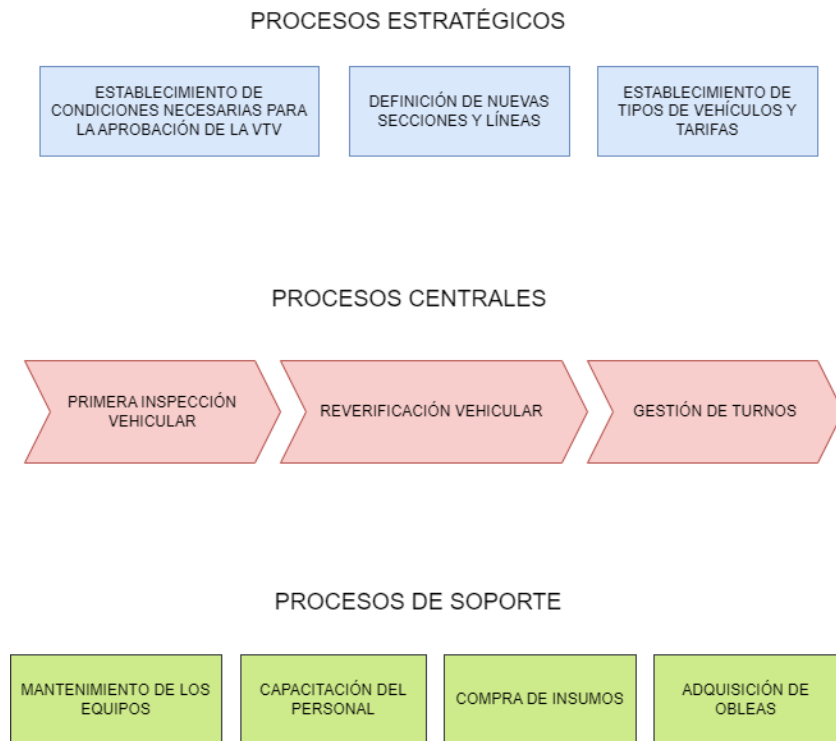 PROCESOS ESTRATÉGICOS
ESTABLECIMIENTO DE
CONDICIONES NECESARIAS PARA
LA APROBACIÓN DE LA VTV
DEFINICIÓN DE NUEVAS
SECCIONES Y LÍNEAS
ESTABLECIMIENTO DE
TIPOS DE VEHÍCULOS Y
TARIFAS
PROCESOS CENTRALES
PRIMERA INSPECCIÓN
VEHICULAR
REVERIFICACIÓN VEHICULAR
GESTIÓN DE TURNOS
PROCESOS DE SOPORTE
MANTENIMIENTO DE LOS
EQUIPOS
CAPACITACIÓN DEL
PERSONAL
COMPRA DE INSUMOS
ADQUISICIÓN DE
OBLEAS